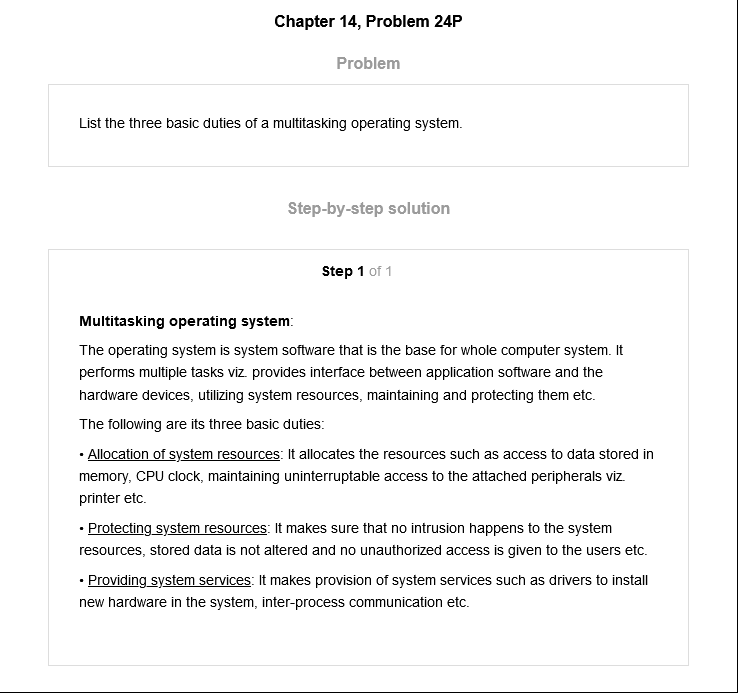 Chapter 14, Problem 24P
Problem
List the three basic duties of a multitasking operating system.
Step-by-step solution
Step 1 of 1
Multitasking operating system:
The operating system is system software that is the base for whole computer system. It
performs multiple tasks viz. provides interface between application software and the
hardware devices, utilizing system resources, maintaining and protecting them etc.
The following are its three basic duties:
• Allocation of system resources: It allocates the resources such as access to data stored in
memory, CPU clock, maintaining uninterruptable access to the attached peripherals viz.
printer etc.
• Protecting system resources: It makes sure that no intrusion happens to the system
resources, stored data is not altered and no unauthorized access is given to the users etc.
• Providing system services: It makes provision of system services such as drivers to install
new hardware in the system, inter-process communication etc.